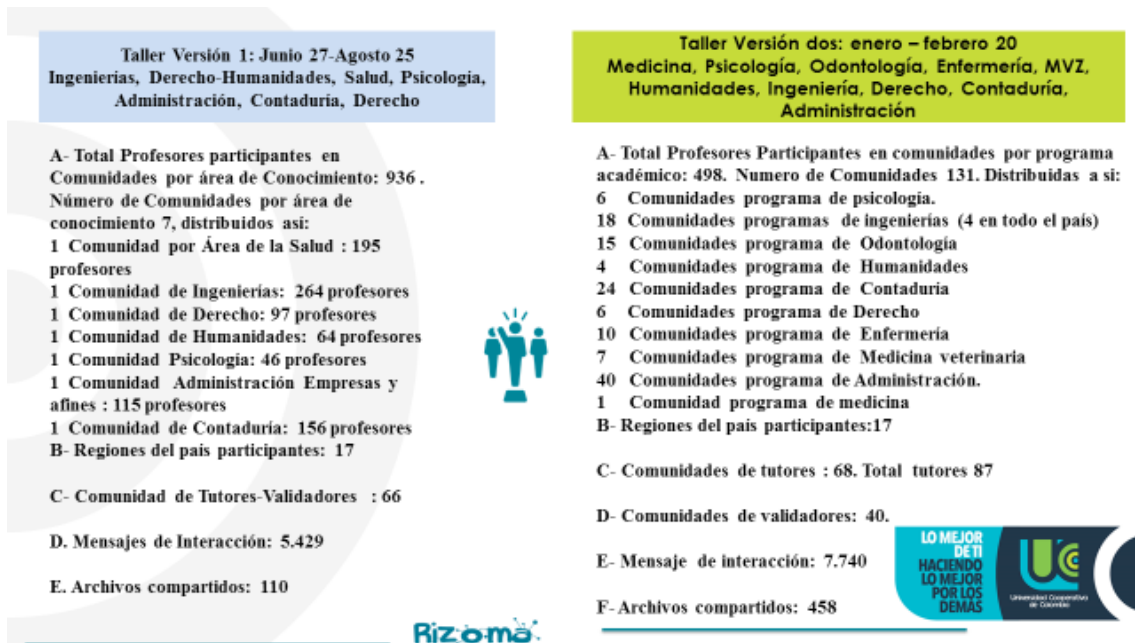 Taller Versión 1: Junio 27-Agosto 25
Ingenierias, Derecho-Humanidades, Salud, Psicologia,
Administración, Contaduria, Derecho
A- Total Profesores participantes en
Comunidades por área de Conocimiento: 936 .
Número de Comunidades por área de
conocimiento 7, distribuidos así:
1 Comunidad por Área de la Salud : 195
profesores
1 Comunidad de Ingenierías: 264 profesores
1 Comunidad de Derecho: 97 profesores
1 Comunidad de Humanidades: 64 profesores
1 Comunidad Psicologia: 46 profesores
1 Comunidad Administración Empresas y
afines : 115 profesores
1 Comunidad de Contaduría: 156 profesores
B- Regiones del país participantes: 17
C- Comunidad de Tutores-Validadores : 66
D. Mensajes de Interacción: 5.429
E. Archivos compartidos: 110
Rizoma
Taller Versión dos: enero – febrero 20
Medicina, Psicología, Odontología, Enfermería, MVZ,
Humanidades, Ingeniería, Derecho, Contaduría,
Administración
A- Total Profesores Participantes en comunidades por programa
académico: 498. Numero de Comunidades 131. Distribuidas a si:
6 Comunidades programa de psicología.
18 Comunidades programas de ingenierías (4 en todo el país)
15 Comunidades programa de Odontología
4 Comunidades programa de Humanidades
24 Comunidades programa de Contaduría
6 Comunidades programa de Derecho
10 Comunidades programa de Enfermería
7 Comunidades programa de Medicina veterinaria
40 Comunidades programa de Administración.
1 Comunidad programa de medicina
B- Regiones del país participantes:17
C- Comunidades de tutores : 68. Total tutores 87
D- Comunidades de validadores: 40.
E- Mensaje de interacción: 7.740
F- Archivos compartidos: 458
LO MEJOR
DE TI
HACIENDO
LO MEJOR
POR LOS
DEMÁS
Universidad Cooperativa
de Colombia